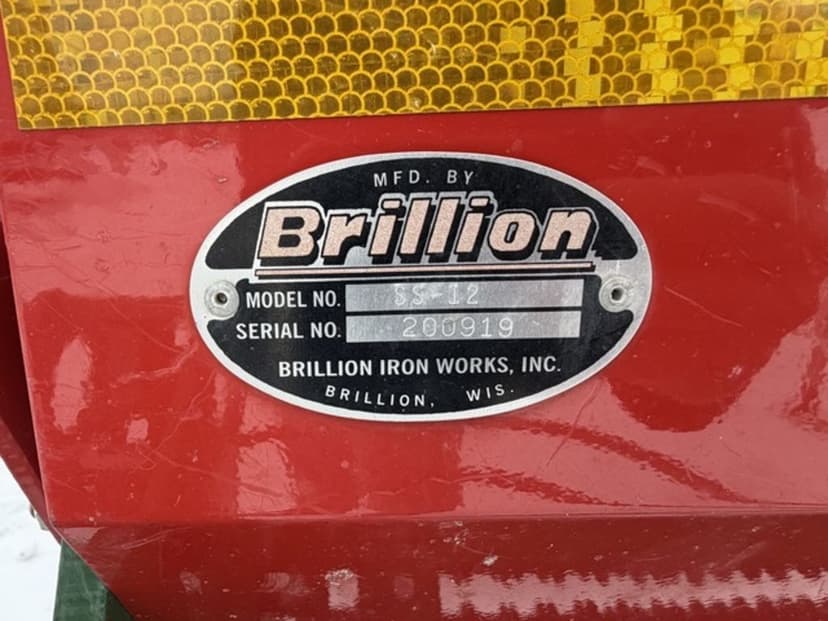 MFD. BY
Brillion
MODEL NO. SS-12
SERIAL NO. 200919
BRILLION IRON WORKS, INC.
BRILLION, WIS.